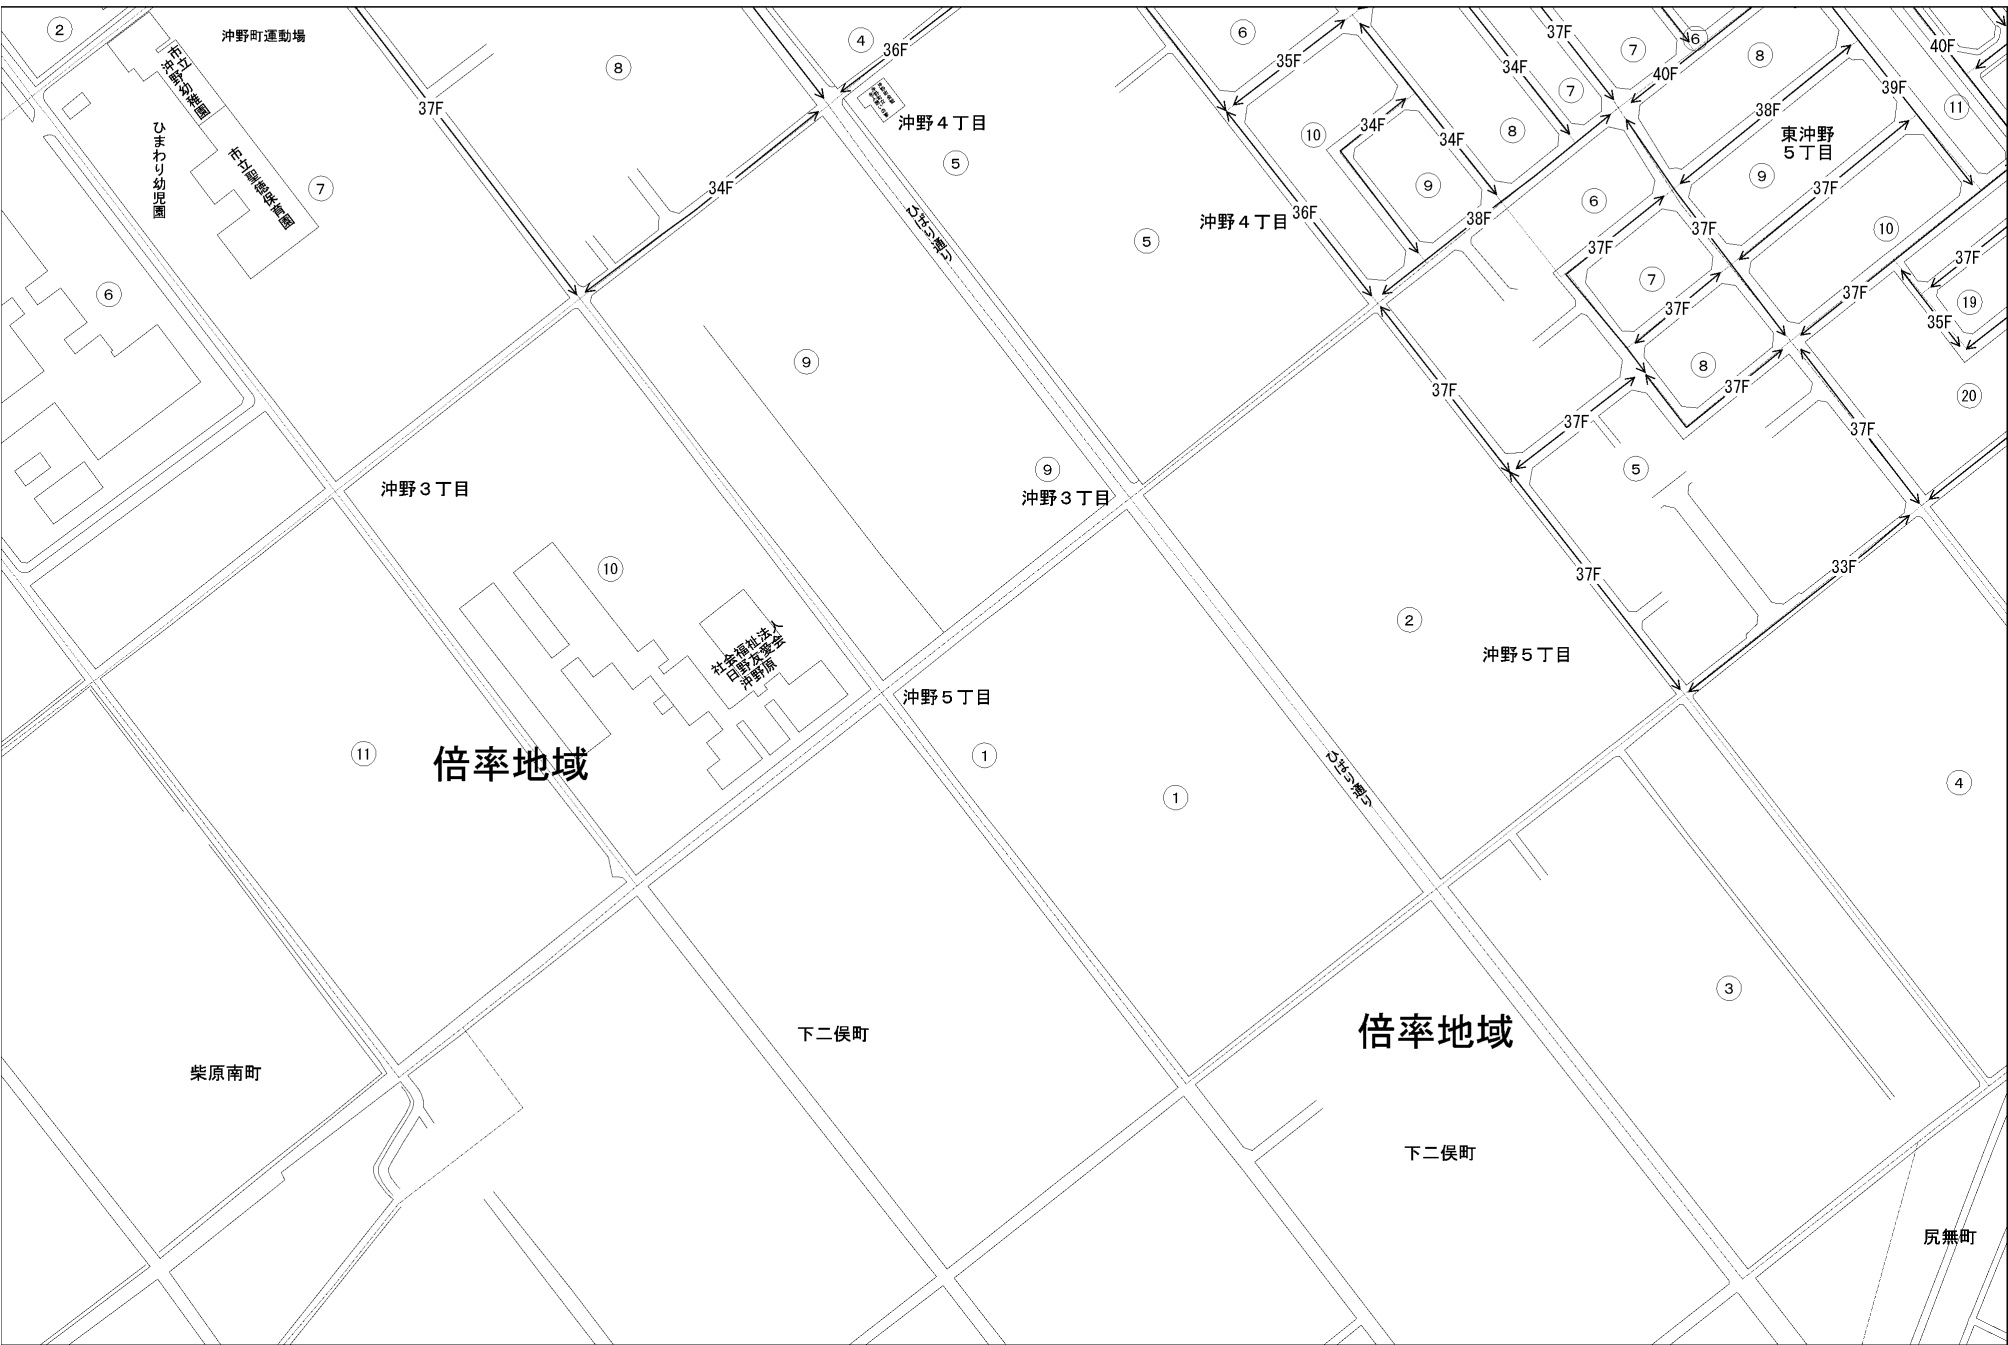 ②
沖野町運動場
市立
沖野幼稚園
ひまわり幼児園
市立聖徳保育園
⑦
⑥
37F
⑧
④
36F
沖野４丁目
⑤
34F
ひばり通り
⑨
⑤
沖野４丁目
⑥
35F
⑩
34F
34F
⑨
36F
38F
34F
⑧
⑦
37F
⑦
⑥
40F
⑧
38F
39F
40F
⑪
東沖野
５丁目
⑨
37F
⑥
37F
37F
⑩
⑦
37F
37F
37F
⑲
35F
⑧
37F
⑳
37F
37F
37F
⑤
37F
33F
沖野３丁目
⑨
沖野３丁目
⑩
社会福祉法人
日野友愛会
沖野原
沖野５丁目
②
沖野５丁目
⑪
倍率地域
①
①
ひばり通り
④
③
倍率地域
下二俣町
柴原南町
下二俣町
尻無町